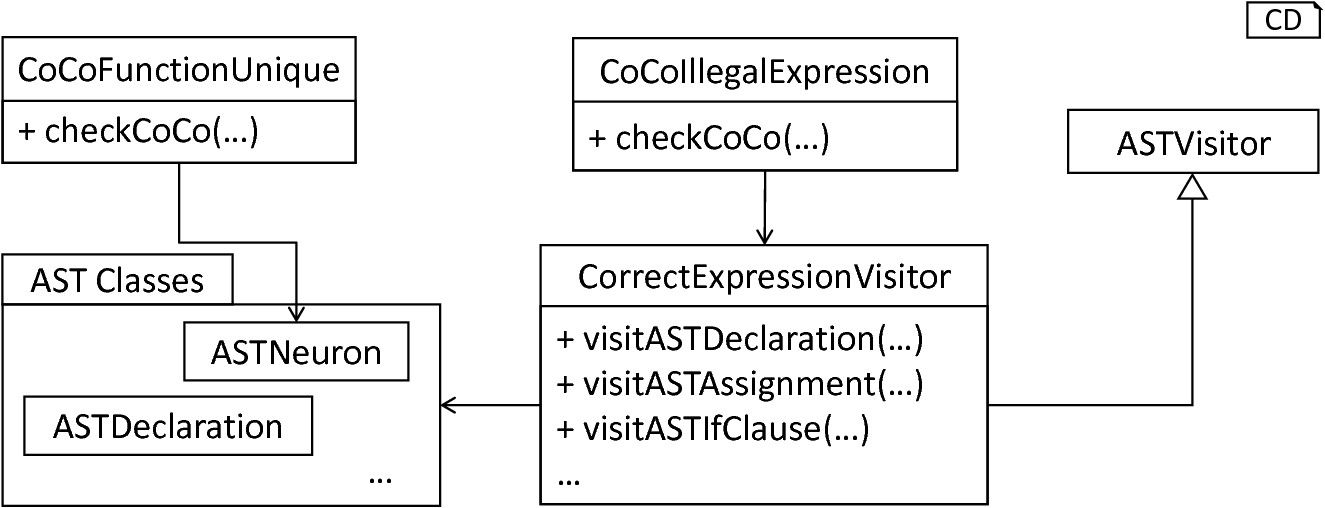 CD
CoCoFunctionUnique
+ checkCoCo(...)
CoCoIllegalExpression
+ checkCoCo(...)
ASTVisitor
AST Classes
ASTNeuron
ASTDeclaration
...
CorrectExpressionVisitor
+ visitASTDeclaration(...)
+ visitASTAssignment(...)
+ visitASTIfClause(...)
...